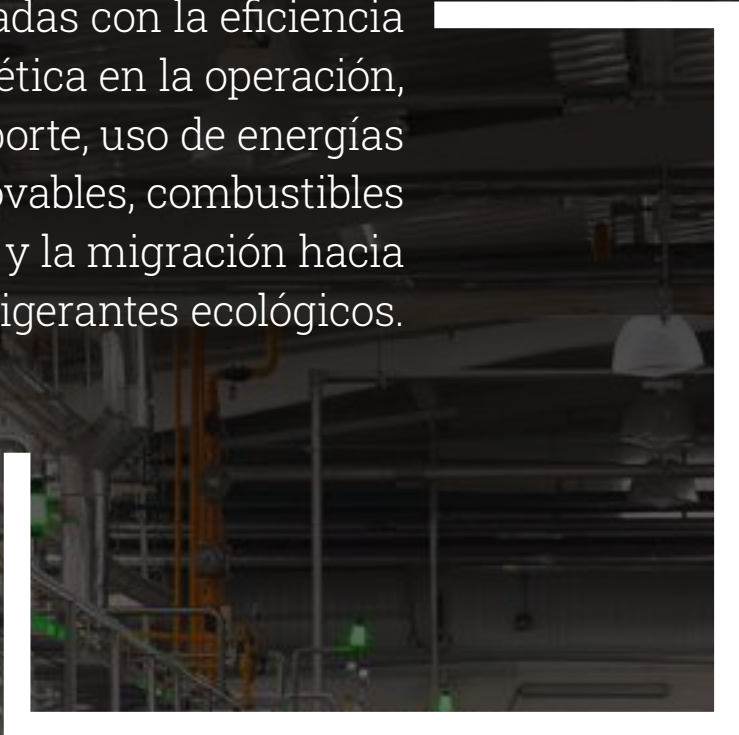 adas con la eficiencia
ética en la operación,
porte, uso de energías
ovables, combustibles
y la migración hacia
igerantes ecológicos.